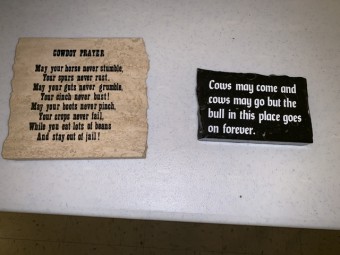 COWBOY PRAYER
May your horse never stumble,
Your spurs never rust,
May your guts never grumble,
Your cinch never bust!
May your boots never pinch,
Your crops never fail,
While you eat lots of beans
And stay out of jail!
Cows may come and
cows may go but the
bull in this place goes
on forever.